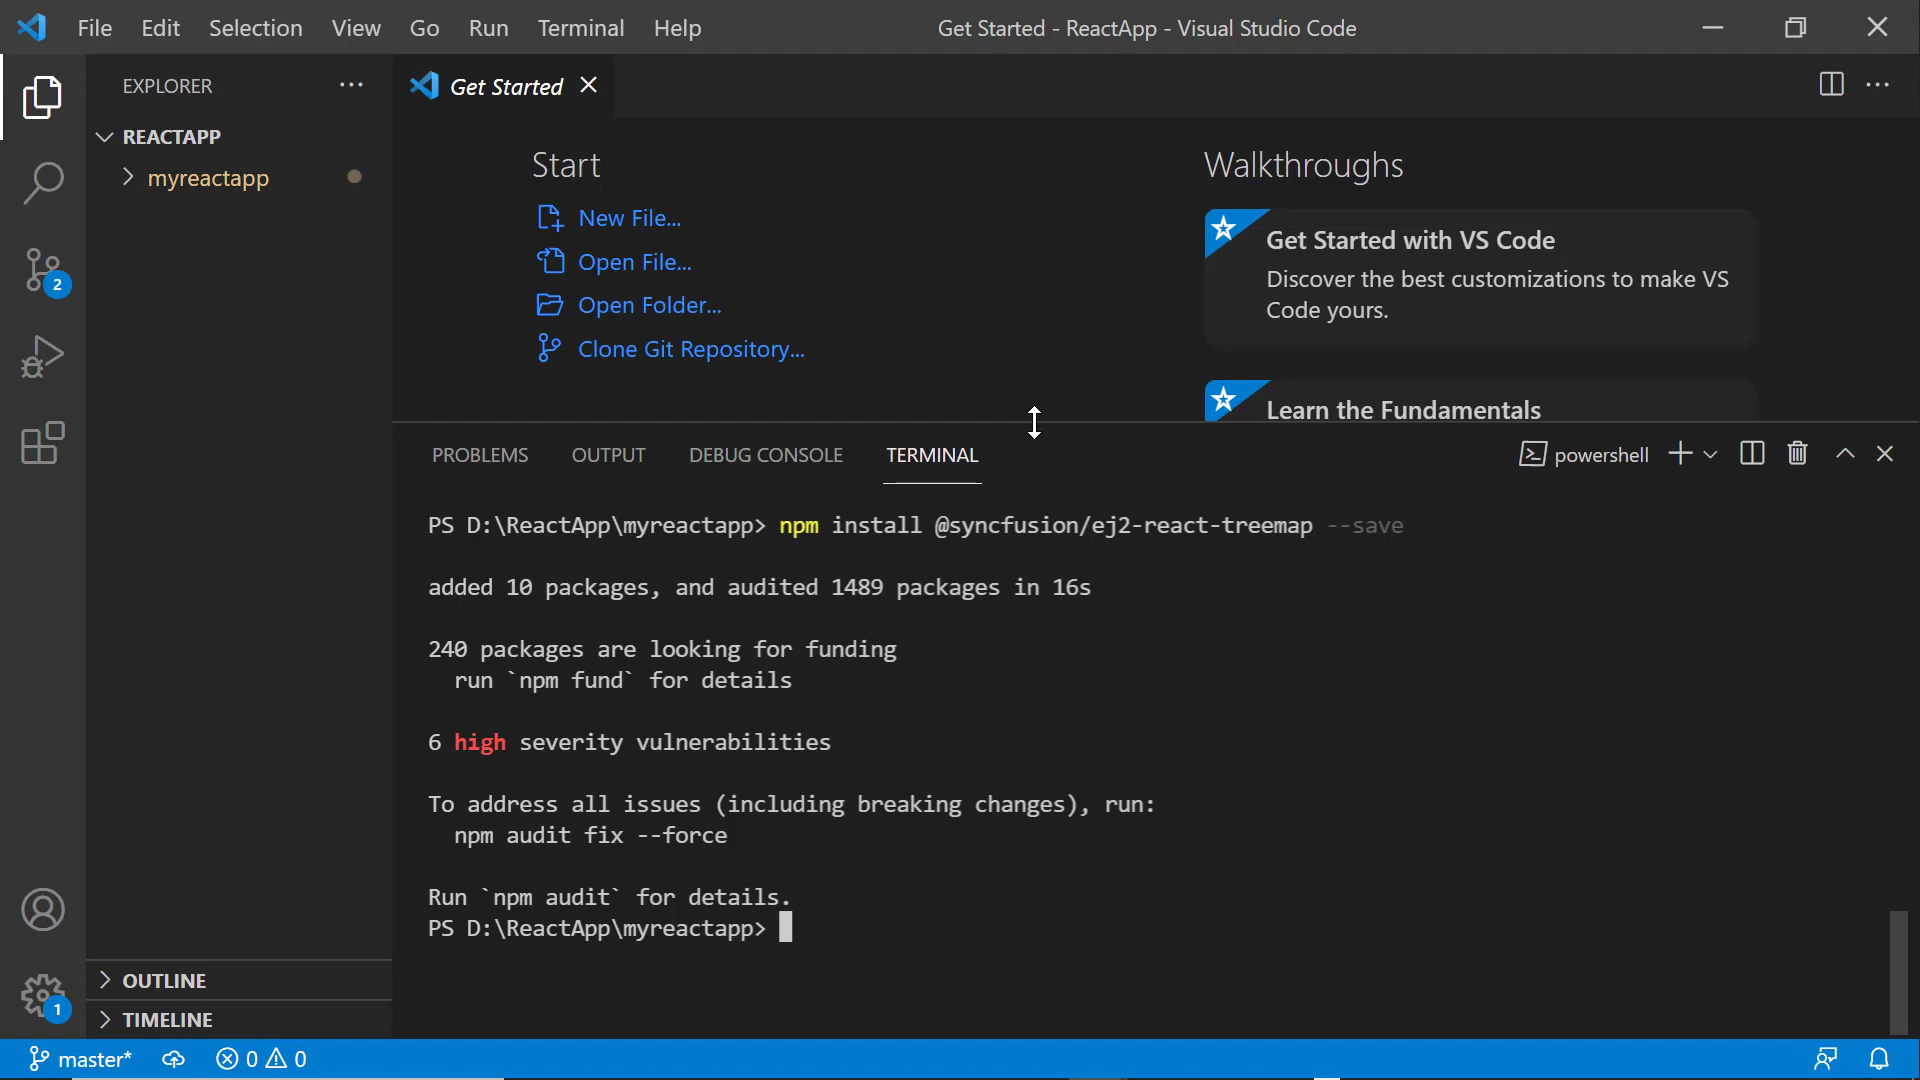 File Edit Selection View Go Run Terminal Help
Get Started - ReactApp - Visual Studio Code
EXPLORER
REACTAPP
myreactapp
2
1
OUTLINE
TIMELINE
Get Started
Start
New File...
Open File...
Open Folder...
Clone Git Repository...
Walkthroughs
Get Started with VS Code
Discover the best customizations to make VS
Code yours.
Learn the Fundamentals
PROBLEMS OUTPUT DEBUG CONSOLE TERMINAL
powershell
PS D:\ReactApp\myreactapp> npm install @syncfusion/ej2-react-treemap --save
added 10 packages, and audited 1489 packages in 16s
240 packages are looking for funding
run `npm fund` for details
6 high severity vulnerabilities
To address all issues (including breaking changes), run:
npm audit fix --force
Run `npm audit` for details.
PS D:\ReactApp\myreactapp>
master* 0 0